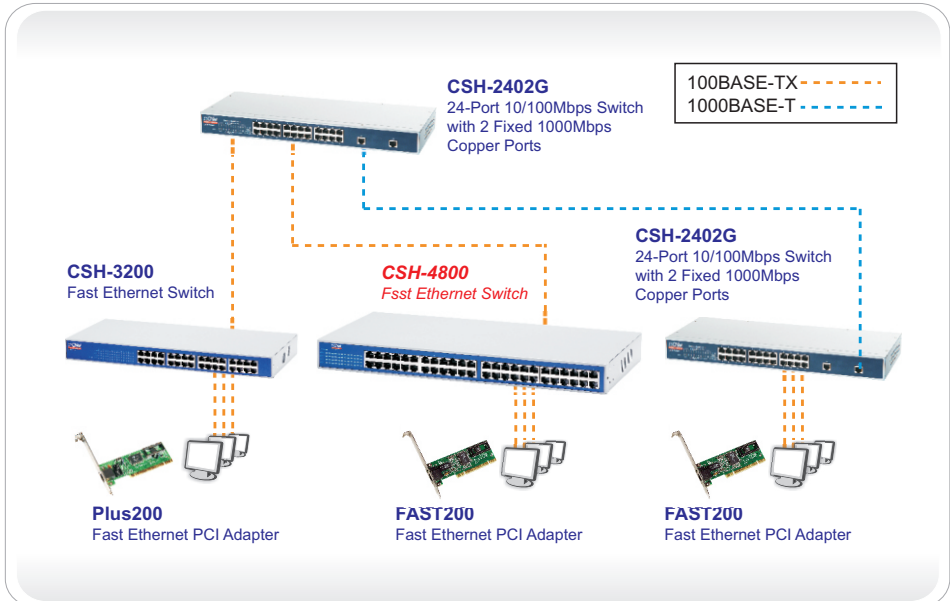 CSH-2402G
24-Port 10/100Mbps Switch
with 2 Fixed 1000Mbps
Copper Ports
100BASE-TX
1000BASE-T
CSH-2402G
24-Port 10/100Mbps Switch
with 2 Fixed 1000Mbps
Copper Ports
CSH-3200
Fast Ethernet Switch
CSH-4800
Fsst Ethernet Switch
Plus200
Fast Ethernet PCI Adapter
FAST200
Fast Ethernet PCI Adapter
FAST200
Fast Ethernet PCI Adapter